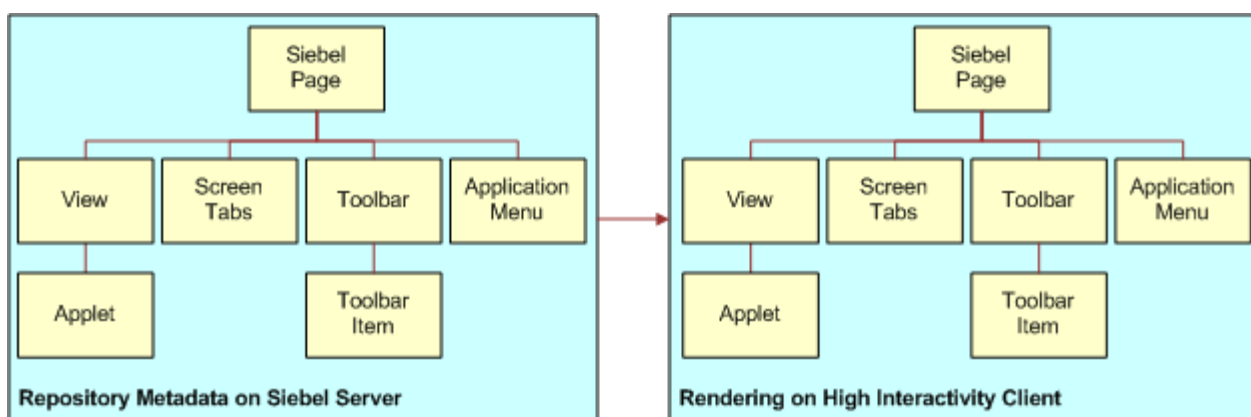 Siebel
Page
View
Screen
Tabs
Toolbar
Application
Menu
Applet
Toolbar
Item
Repository Metadata on Siebel Server
Siebel
Page
View
Screen
Tabs
Toolbar
Application
Menu
Applet
Toolbar
Item
Rendering on High Interactivity Client